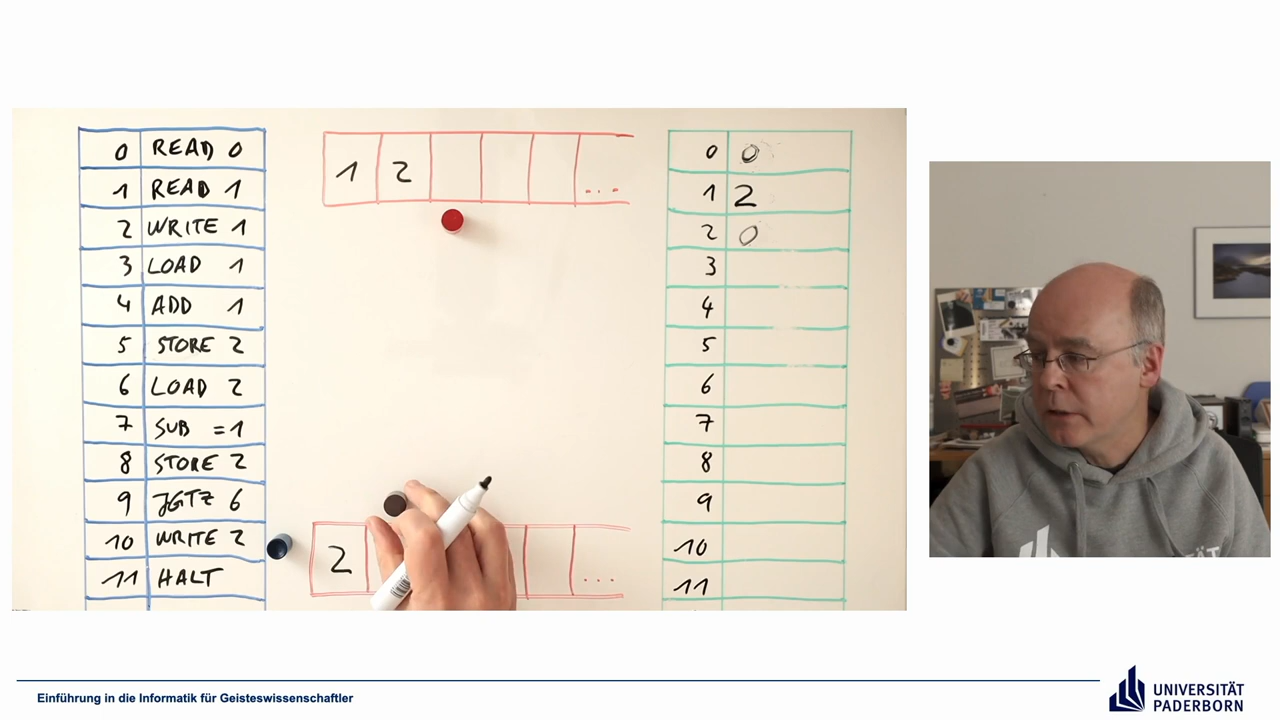 0 READ 0
1 READ 1
2 WRITE 1
3 LOAD 1
4 ADD 1
5 STORE 2
6 LOAD 2
7 SUB =1
8 STORE 2
9 JGTZ 6
10 WRITE 2
11 HALT
1 2 ...
2 ...
0 0
1 2
2 0
3
4
5
6
7
8
9
10
11
Einführung in die Informatik für Geisteswissenschaftler
UNIVERSITÄT
PADERBORN